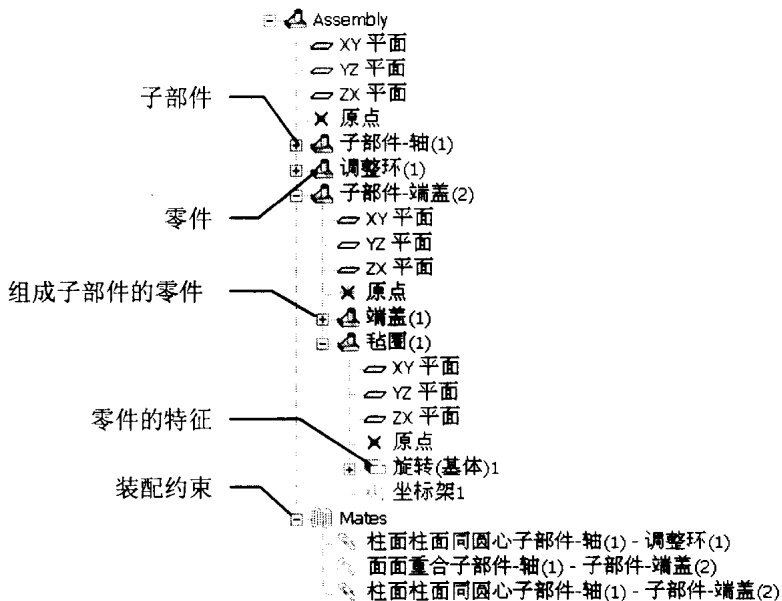 Assembly
XY 平面
YZ 平面
ZX 平面
原点
子部件
子部件-轴(1)
调整环(1)
零件
子部件-端盖(2)
XY 平面
YZ 平面
ZX 平面
原点
组成子部件的零件
端盖(1)
毡圈(1)
XY 平面
YZ 平面
ZX 平面
原点
零件的特征
旋转(基体)1
坐标架1
装配约束
Mates
柱面柱面同圆心子部件-轴(1) - 调整环(1)
面面重合子部件-轴(1) - 子部件-端盖(2)
柱面柱面同圆心子部件-轴(1) - 子部件-端盖(2)